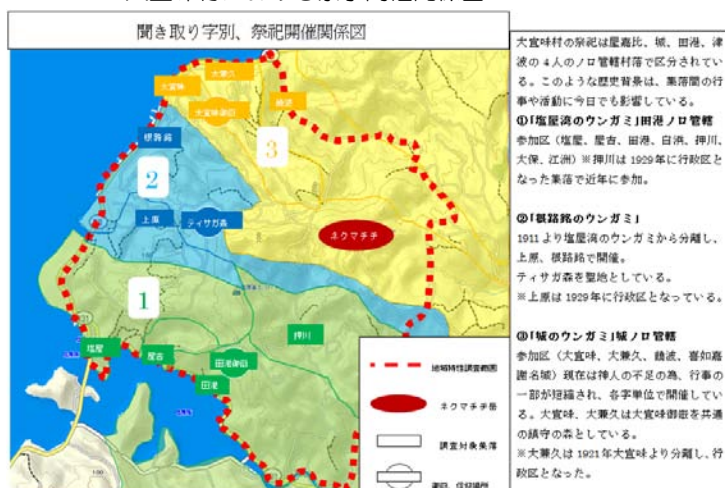 聞き取り字別、祭祀開催関係図
大兼久
大宜味
大宜味御嶽
饒波
3
根路銘
2
上原
ティサガ森
ネクマチヂ
1
押川
塩屋
屋古
田港御嶽
田港
地域特性調査範囲
ネクマチヂ岳
調査対象集落
大宜味村の祭祀は屋嘉比、城、田港、津
波の4人のノロ管轄村落で区分されてい
る。このような歴史背景は、集落間の行
事や活動に今日でも影響している。
①「塩屋湾のウンガミ」田港ノロ管轄
参加区（塩屋、屋古、田港、白浜、押川、
大保、江洲）※押川は1929年に行政区と
なった集落で近年に参加。
②「根路銘のウンガミ」
1911より塩屋湾のウンガミから分離し、
上原、根路銘で開催。
ティサガ森を聖地としている。
※上原は1929年に行政区となっている。
③「城のウンガミ」城ノロ管轄
参加区（大宜味、大兼久、饒波、喜如嘉
謝名城）現在は神人の不足の為、行事の
一部が短縮され、各字単位で開催してい
る。大宜味、大兼久は大宜味御嶽を共通
の鎮守の森としている。
※大兼久は1921年大宜味より分離し、行
政区となった。